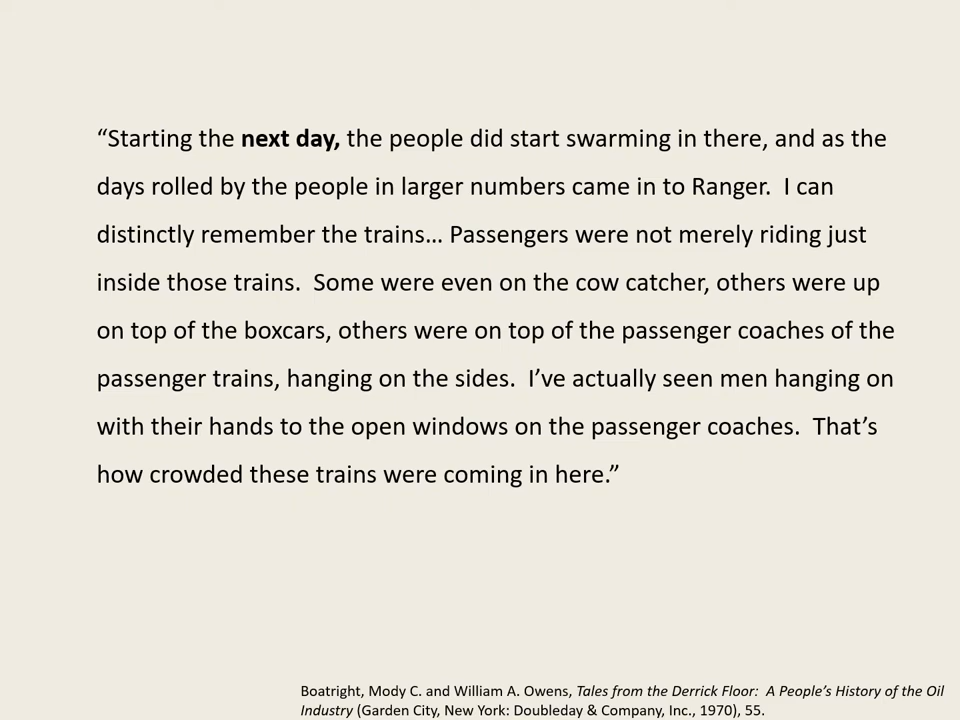 “Starting the next day, the people did start swarming in there, and as the
days rolled by the people in larger numbers came in to Ranger.  I can
distinctly remember the trains… Passengers were not merely riding just
inside those trains.  Some were even on the cow catcher, others were up
on top of the boxcars, others were on top of the passenger coaches of the
passenger trains, hanging on the sides.  I’ve actually seen men hanging on
with their hands to the open windows on the passenger coaches.  That’s
how crowded these trains were coming in here.”
Boatright, Mody C. and William A. Owens, Tales from the Derrick Floor:  A People’s History of the Oil
Industry (Garden City, New York: Doubleday & Company, Inc., 1970), 55.